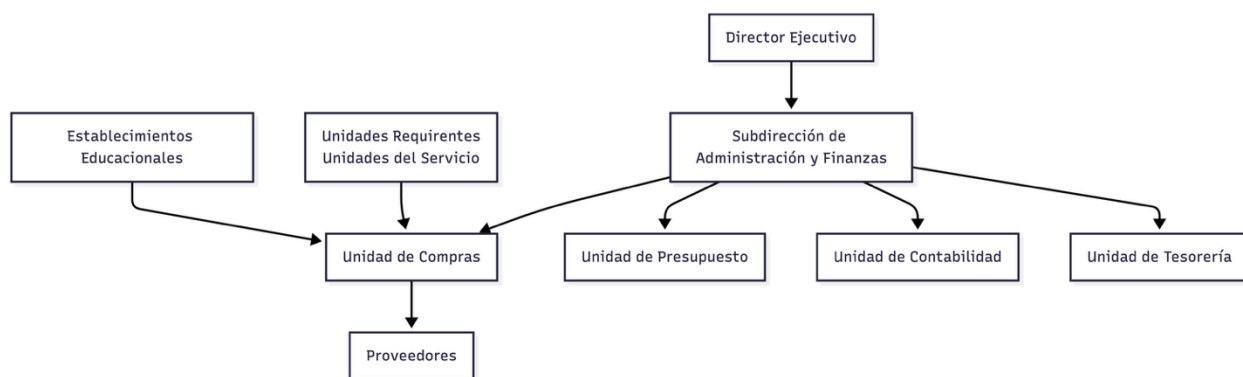 Director Ejecutivo
Establecimientos
Educacionales
Unidades Requirentes
Unidades del Servicio
Subdirección de
Administración y Finanzas
Unidad de Compras
Unidad de Presupuesto
Unidad de Contabilidad
Unidad de Tesorería
Proveedores